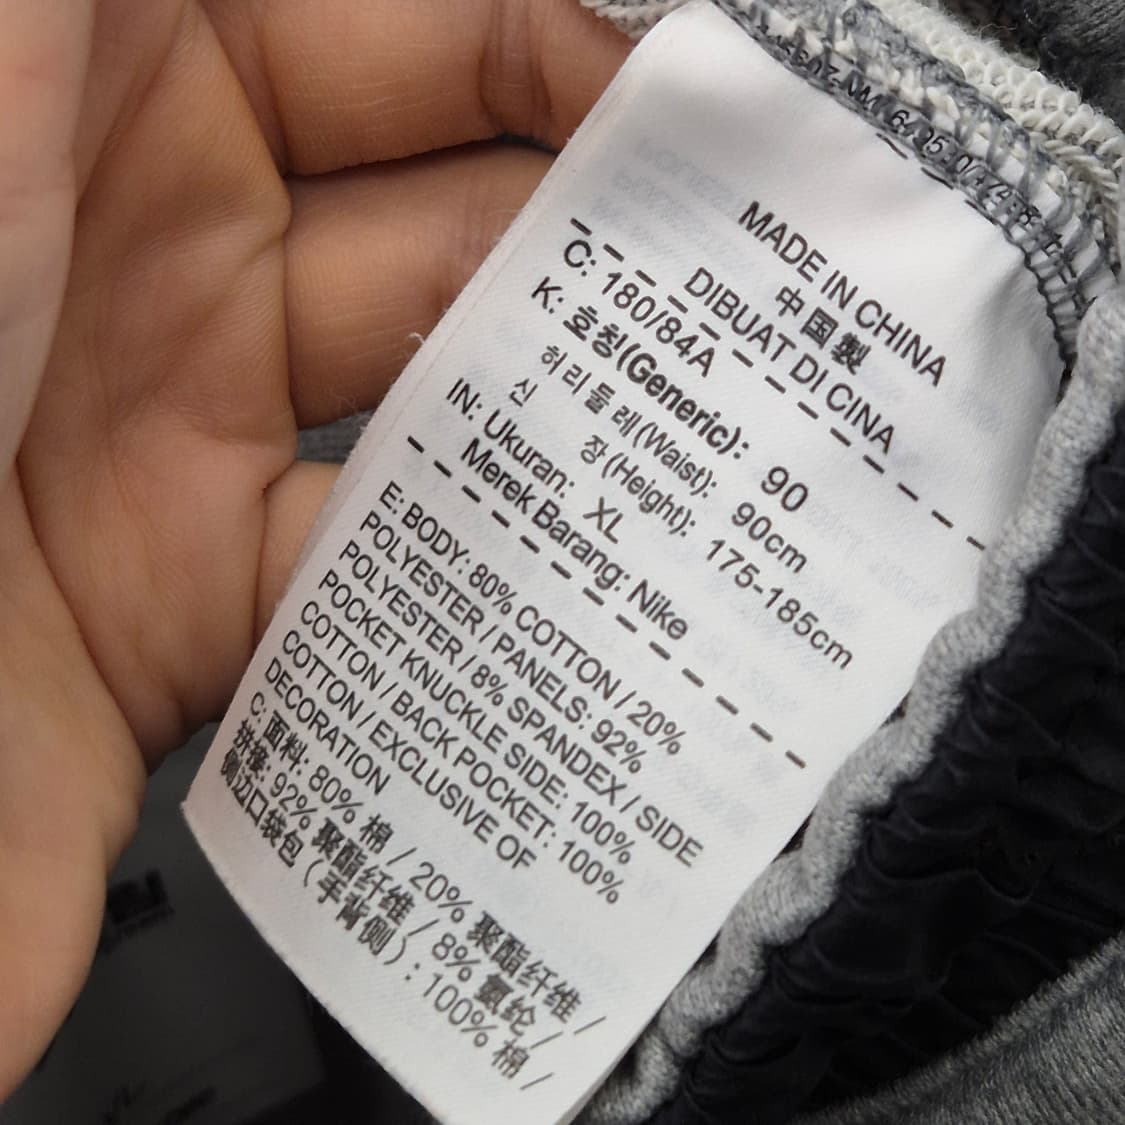 MADE IN CHINA
中国製
DIBUAT DI CINA
C: 180/84A
K: 호칭(Generic): 90
허리둘레(Waist): 90cm
신 장(Height): 175-185cm
IN: Ukuran: XL
Merek Barang: Nike
E: BODY: 80% COTTON / 20%
POLYESTER / PANELS: 92%
POLYESTER / 8% SPANDEX / SIDE
POCKET KNUCKLE SIDE: 100%
COTTON / BACK POCKET: 100%
COTTON / EXCLUSIVE OF
DECORATION
C: 面料: 80% 棉 / 20% 聚酯纤维 /
拼接: 92% 聚酯纤维 / 8% 氨纶 /
侧边口袋包 (手背侧) : 100% 棉 /